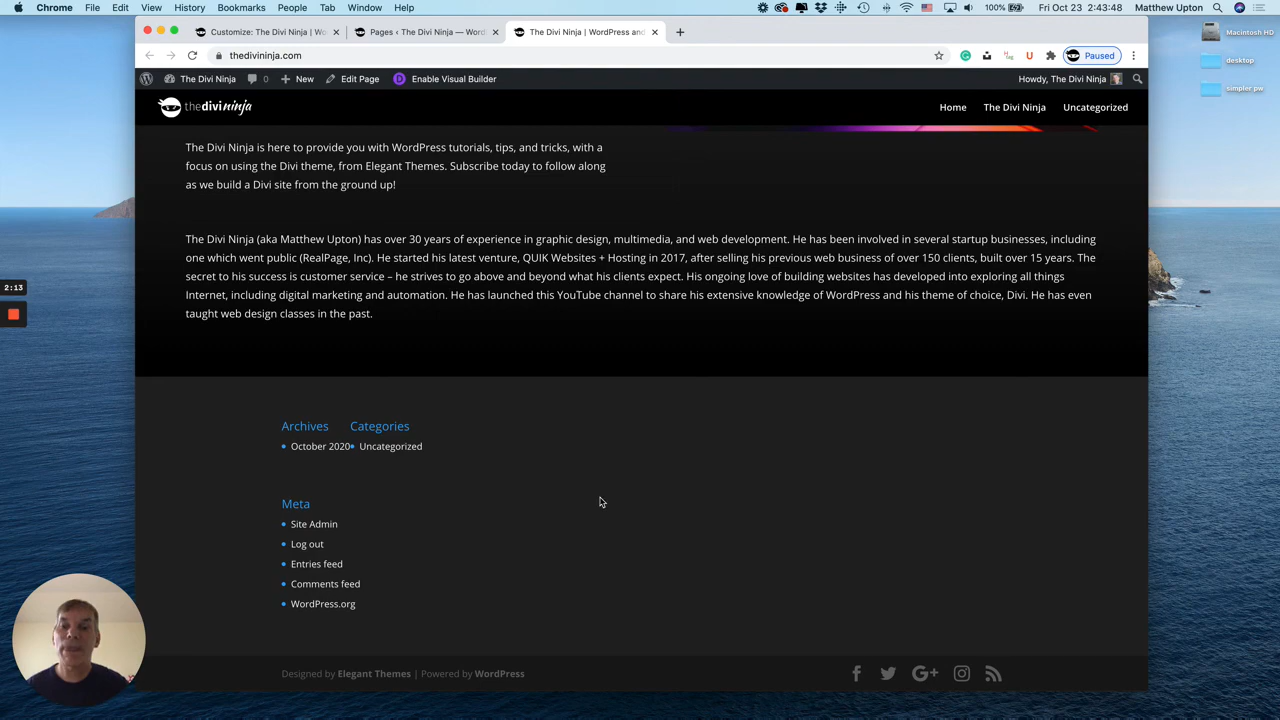 Chrome File Edit View History Bookmarks People Tab Window Help
100% Fri Oct 23 2:43:48 Matthew Upton
Customize: The Divi Ninja | Wo
Pages ‹ The Divi Ninja — Word
The Divi Ninja | WordPress and
Macintosh HD
thedivininja.com
Paused
desktop
The Divi Ninja 0 New Edit Page Enable Visual Builder
Howdy, The Divi Ninja
simpler pw
thedivininja
Home The Divi Ninja Uncategorized
The Divi Ninja is here to provide you with WordPress tutorials, tips, and tricks, with a
focus on using the Divi theme, from Elegant Themes. Subscribe today to follow along
as we build a Divi site from the ground up!
The Divi Ninja (aka Matthew Upton) has over 30 years of experience in graphic design, multimedia, and web development. He has been involved in several startup businesses, including
one which went public (RealPage, Inc). He started his latest venture, QUIK Websites + Hosting in 2017, after selling his previous web business of over 150 clients, built over 15 years. The
secret to his success is customer service – he strives to go above and beyond what his clients expect. His ongoing love of building websites has developed into exploring all things
Internet, including digital marketing and automation. He has launched this YouTube channel to share his extensive knowledge of WordPress and his theme of choice, Divi. He has even
taught web design classes in the past.
2:13
Archives Categories
October 2020 Uncategorized
Meta
Site Admin
Log out
Entries feed
Comments feed
WordPress.org
Designed by Elegant Themes | Powered by WordPress